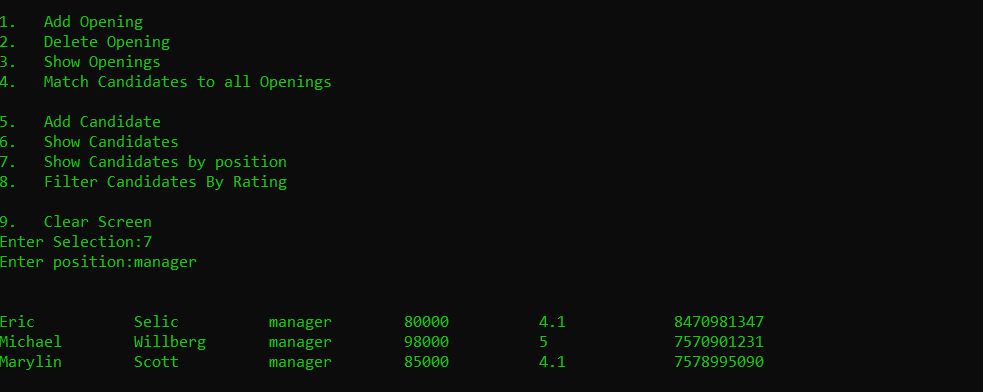 1.   Add Opening
2.   Delete Opening
3.   Show Openings
4.   Match Candidates to all Openings
5.   Add Candidate
6.   Show Candidates
7.   Show Candidates by position
8.   Filter Candidates By Rating
9.   Clear Screen
Enter Selection:7
Enter position:manager
Eric           Selic          manager        80000          4.1            8470981347
Michael        Willberg       manager        98000          5              7570901231
Marylin        Scott          manager        85000          4.1            7578995090